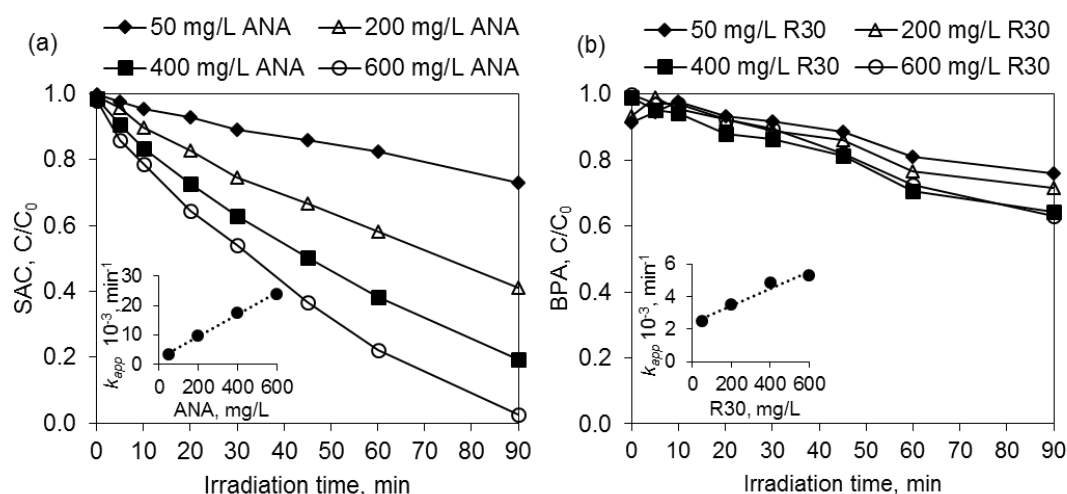 (a)
50 mg/L ANA
200 mg/L ANA
400 mg/L ANA
600 mg/L ANA
1.0
0.8
0.6
0.4
0.2
0.0
SAC, C/C₀
0 10 20 30 40 50 60 70 80 90
Irradiation time, min
30
20
10
0
k_app 10⁻³, min⁻¹
0 200 400 600
ANA, mg/L
(b)
50 mg/L R30
200 mg/L R30
400 mg/L R30
600 mg/L R30
1.0
0.8
0.6
0.4
0.2
0.0
BPA, C/C₀
0 10 20 30 40 50 60 70 80 90
Irradiation time, min
6
4
2
0
k_app 10⁻³, min⁻¹
0 200 400 600
R30, mg/L